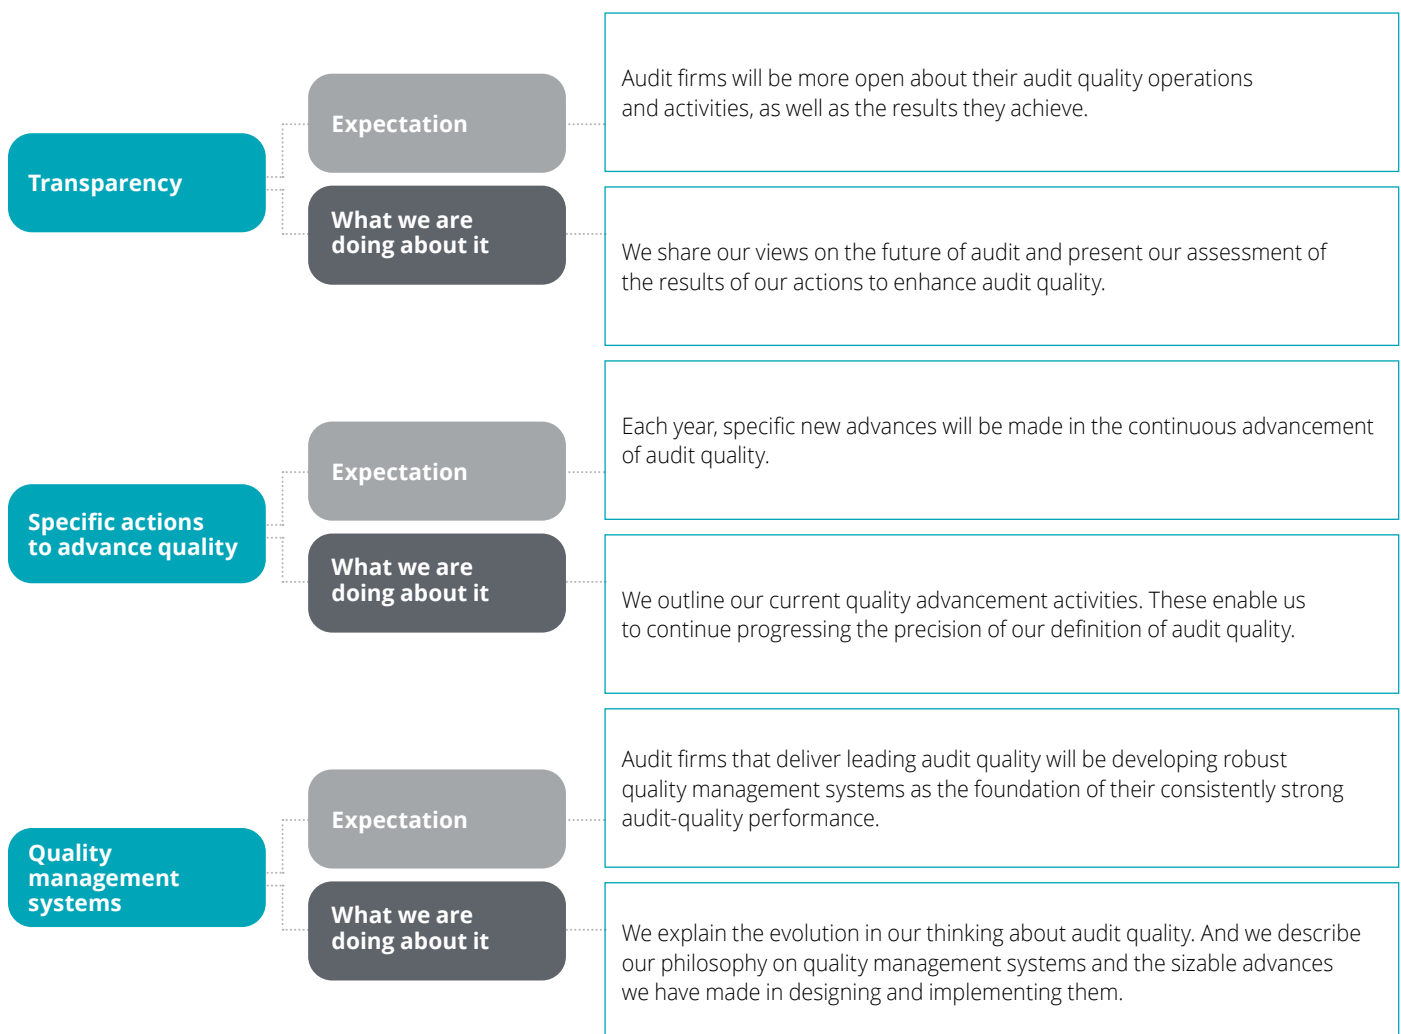 Transparency
Expectation
Audit firms will be more open about their audit quality operations
and activities, as well as the results they achieve.
What we are
doing about it
We share our views on the future of audit and present our assessment of
the results of our actions to enhance audit quality.
Specific actions
to advance quality
Expectation
Each year, specific new advances will be made in the continuous advancement
of audit quality.
What we are
doing about it
We outline our current quality advancement activities. These enable us
to continue progressing the precision of our definition of audit quality.
Quality
management
systems
Expectation
Audit firms that deliver leading audit quality will be developing robust
quality management systems as the foundation of their consistently strong
audit-quality performance.
What we are
doing about it
We explain the evolution in our thinking about audit quality. And we describe
our philosophy on quality management systems and the sizable advances
we have made in designing and implementing them.